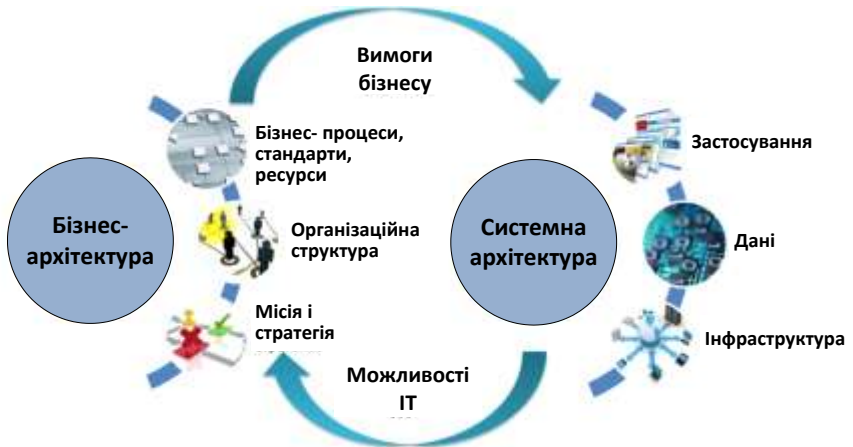 Вимоги
бізнесу
Бізнес- процеси,
стандарти,
ресурси
Бізнес-
архітектура
Організаційна
структура
Місія і
стратегія
Застосування
Системна
архітектура
Дані
Інфраструктура
Можливості
ІТ